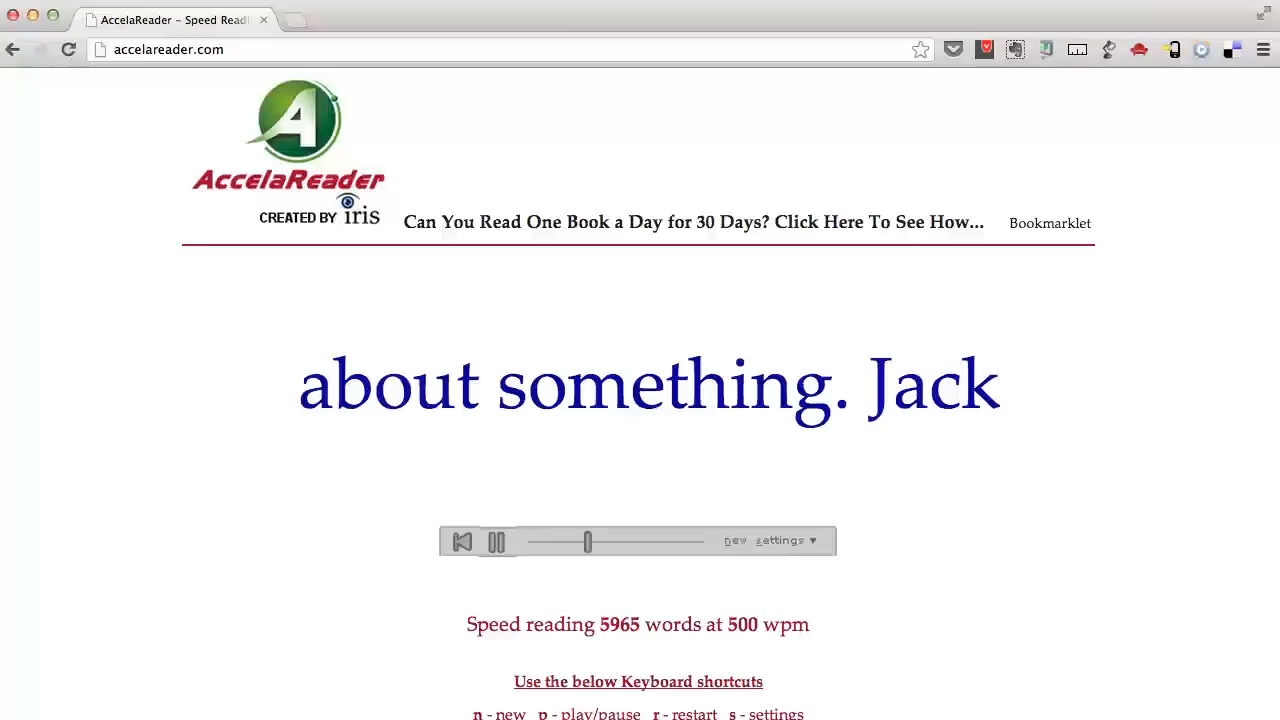 AccelaReader – Speed Readi
accelareader.com
A
AccelaReader
CREATED BY iris
Can You Read One Book a Day for 30 Days? Click Here To See How... Bookmarklet
about something. Jack
new settings ▼
Speed reading 5965 words at 500 wpm
Use the below Keyboard shortcuts
n - new p - play/pause r - restart s - settings